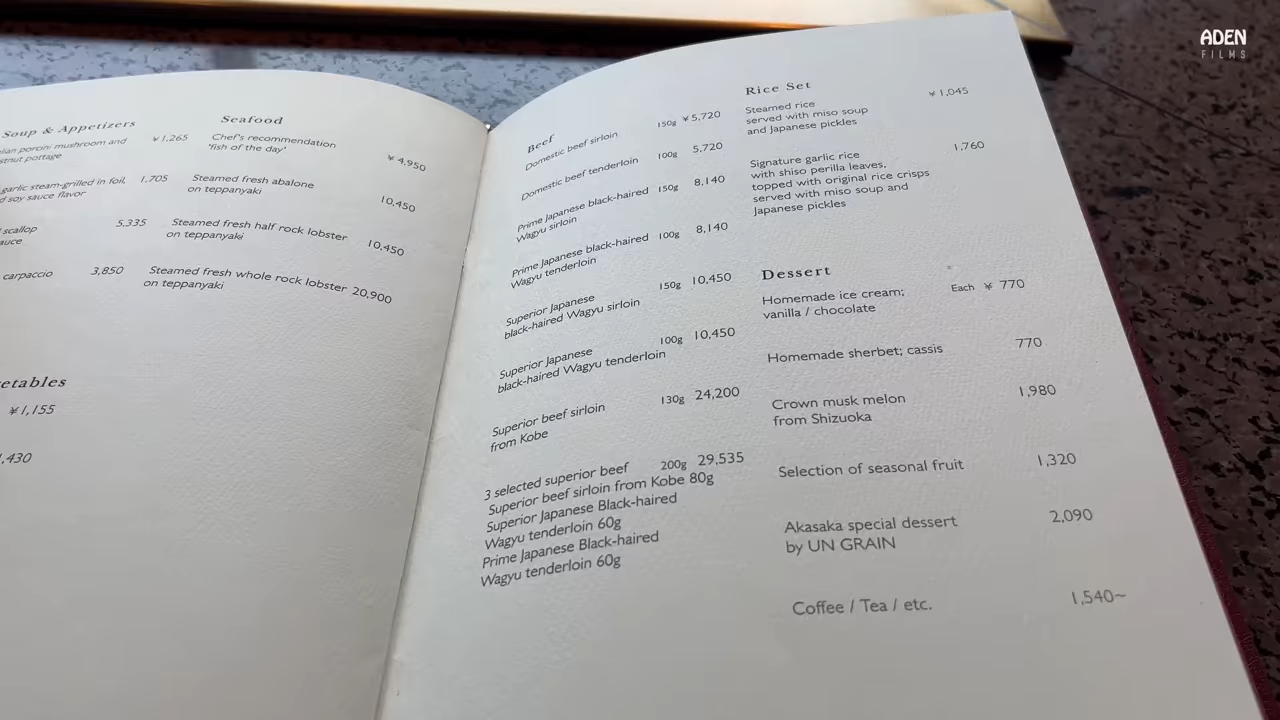 ADEN
FILMS
Soup & Appetizers
porcini mushroom and ¥1,265
pottage
garlic steam-grilled in foil, 1,705
soy sauce flavor
scallop 5,335
carpaccio 3,850
¥1,155
Seafood
Chef's recommendation
'fish of the day' ¥4,950
Steamed fresh abalone
on teppanyaki 10,450
Steamed fresh half rock lobster 10,450
on teppanyaki
Steamed fresh whole rock lobster 20,900
on teppanyaki
Beef
Domestic beef sirloin 150g ¥5,720
Domestic beef tenderloin 100g 5,720
Prime Japanese black-haired 150g 8,140
Wagyu sirloin
Prime Japanese black-haired 100g 8,140
Wagyu tenderloin
Superior Japanese 150g 10,450
black-haired Wagyu sirloin
Superior Japanese 100g 10,450
black-haired Wagyu tenderloin
Superior beef sirloin 130g 24,200
from Kobe
3 selected superior beef 200g 29,535
Superior beef sirloin from Kobe 80g
Superior Japanese Black-haired
Wagyu tenderloin 60g
Prime Japanese Black-haired
Wagyu tenderloin 60g
Rice Set
Steamed rice ¥1,045
served with miso soup
and Japanese pickles
Signature garlic rice 1,760
with shiso perilla leaves,
topped with original rice crisps
served with miso soup and
Japanese pickles
Dessert
Homemade ice cream; Each ¥ 770
vanilla / chocolate
Homemade sherbet; cassis 770
Crown musk melon 1,980
from Shizuoka
Selection of seasonal fruit 1,320
Akasaka special dessert 2,090
by UN GRAIN
Coffee / Tea / etc. 1,540~